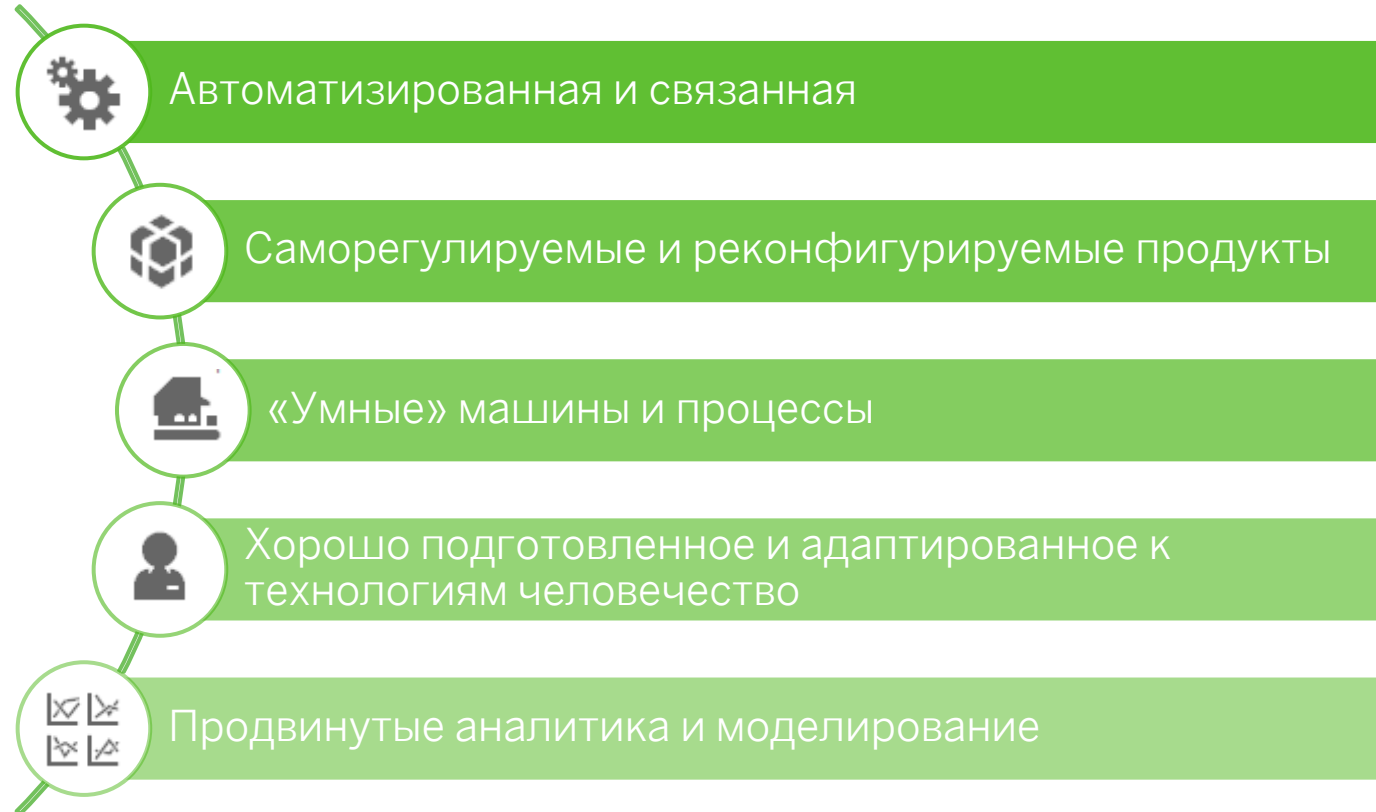 Автоматизированная и связанная
Саморегулируемые и реконфигурируемые продукты
«Умные» машины и процессы
Хорошо подготовленное и адаптированное к
технологиям человечество
Продвинутые аналитика и моделирование